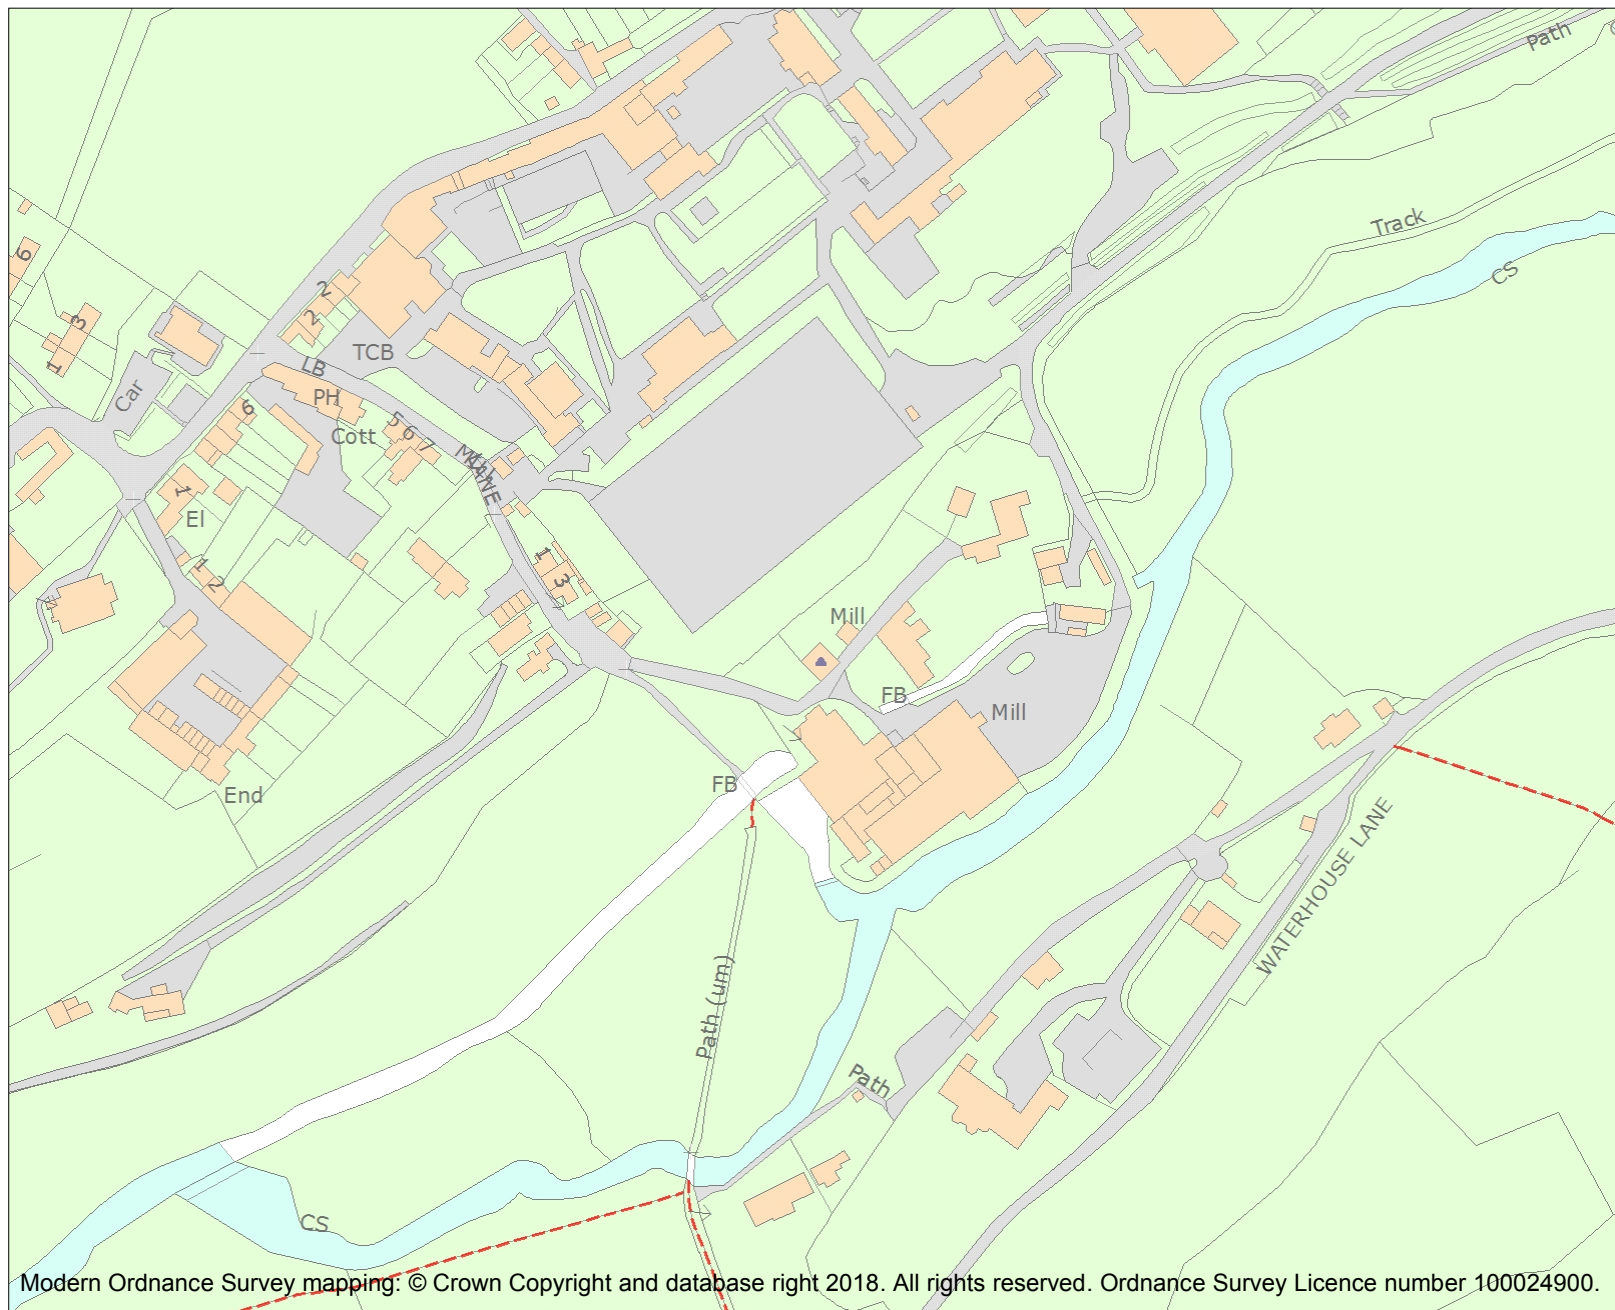 Path
Track
CS
6
3
1
2
2
LB
TCB
Car
PH
6
Cott
5 6 7
1
El
1 2
1
3
Mill
FB
Mill
FB
End
WATERHOUSE LANE
Path (um)
Path
CS
Modern Ordnance Survey mapping: © Crown Copyright and database right 2018. All rights reserved. Ordnance Survey Licence number 100024900.